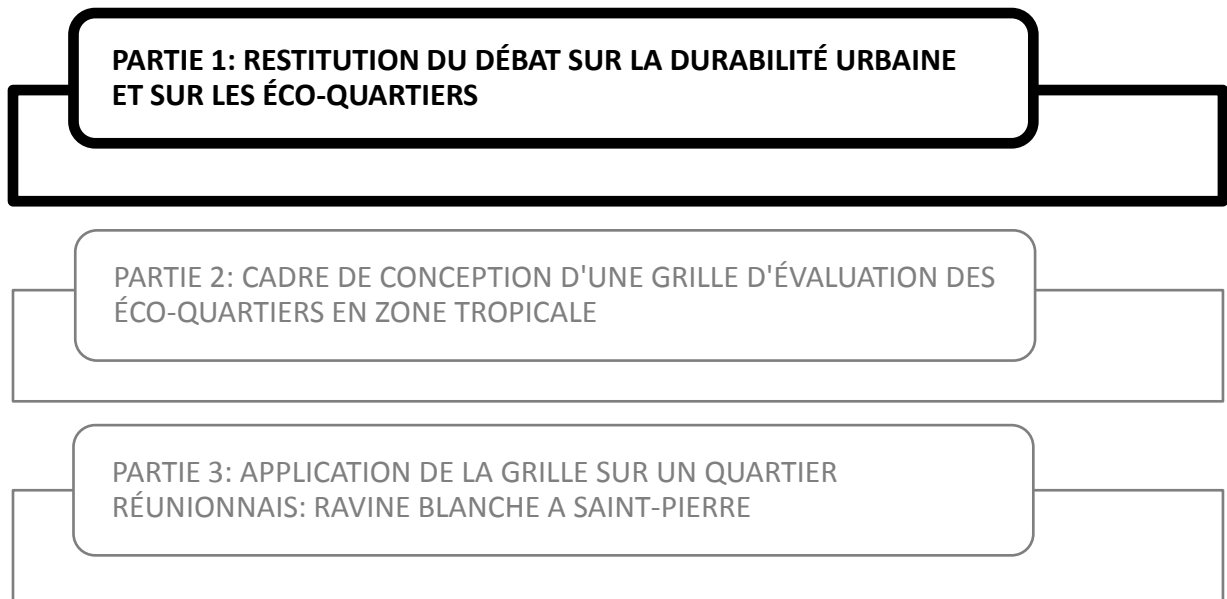 PARTIE 1: RESTITUTION DU DÉBAT SUR LA DURABILITÉ URBAINE
ET SUR LES ÉCO-QUARTIERS
PARTIE 2: CADRE DE CONCEPTION D'UNE GRILLE D'ÉVALUATION DES
ÉCO-QUARTIERS EN ZONE TROPICALE
PARTIE 3: APPLICATION DE LA GRILLE SUR UN QUARTIER
RÉUNIONNAIS: RAVINE BLANCHE A SAINT-PIERRE